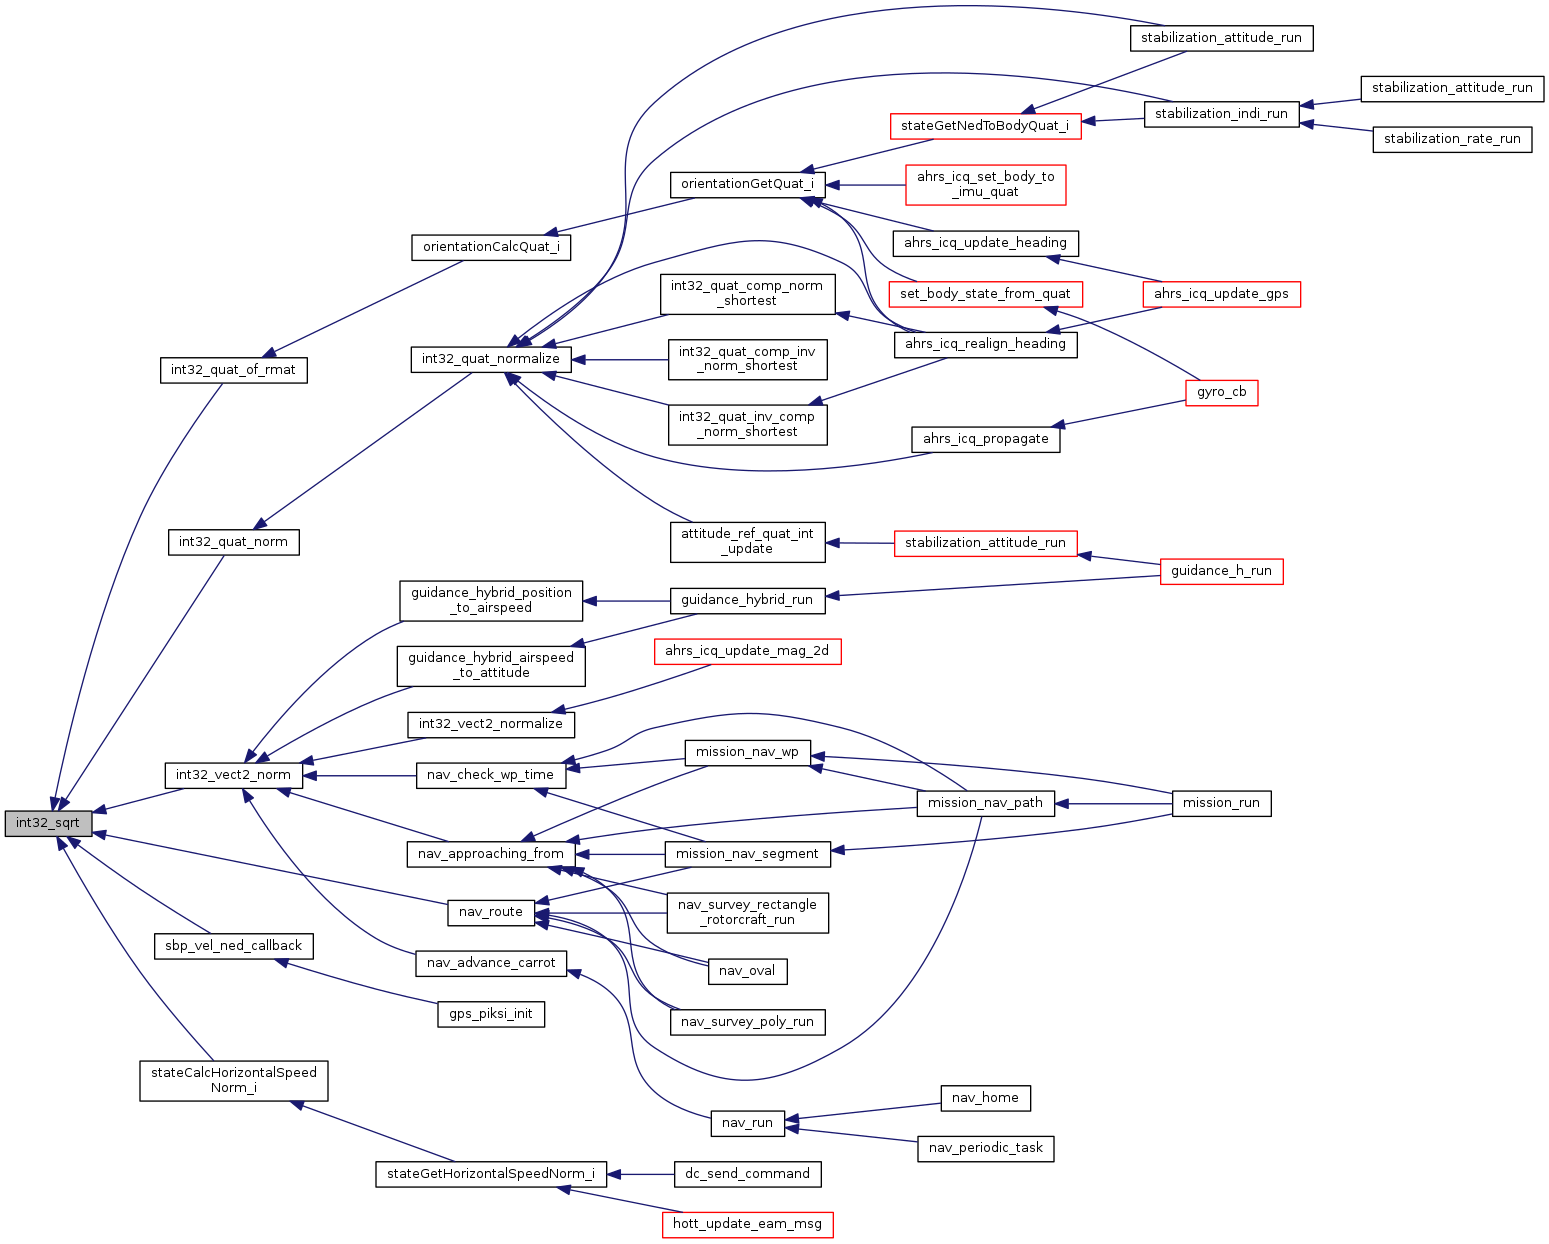 stabilization_attitude_run
stabilization_attitude_run
stateGetNedToBodyQuat_i
stabilization_indi_run
stabilization_rate_run
orientationGetQuat_i
ahrs_icq_set_body_to
_imu_quat
orientationCalcQuat_i
ahrs_icq_update_heading
int32_quat_comp_norm
_shortest
set_body_state_from_quat
ahrs_icq_update_gps
int32_quat_of_rmat
int32_quat_normalize
int32_quat_comp_inv
_norm_shortest
ahrs_icq_realign_heading
gyro_cb
int32_quat_inv_comp
_norm_shortest
ahrs_icq_propagate
int32_quat_norm
attitude_ref_quat_int
_update
stabilization_attitude_run
guidance_h_run
guidance_hybrid_position
_to_airspeed
guidance_hybrid_run
guidance_hybrid_airspeed
_to_attitude
ahrs_icq_update_mag_2d
int32_vect2_normalize
int32_vect2_norm
nav_check_wp_time
mission_nav_wp
mission_nav_path
mission_run
int32_sqrt
nav_approaching_from
mission_nav_segment
nav_route
nav_survey_rectangle
_rotorcraft_run
sbp_vel_ned_callback
nav_advance_carrot
nav_oval
gps_piksi_init
nav_survey_poly_run
stateCalcHorizontalSpeed
Norm_i
nav_run
nav_home
nav_periodic_task
stateGetHorizontalSpeedNorm_i
dc_send_command
hott_update_eam_msg